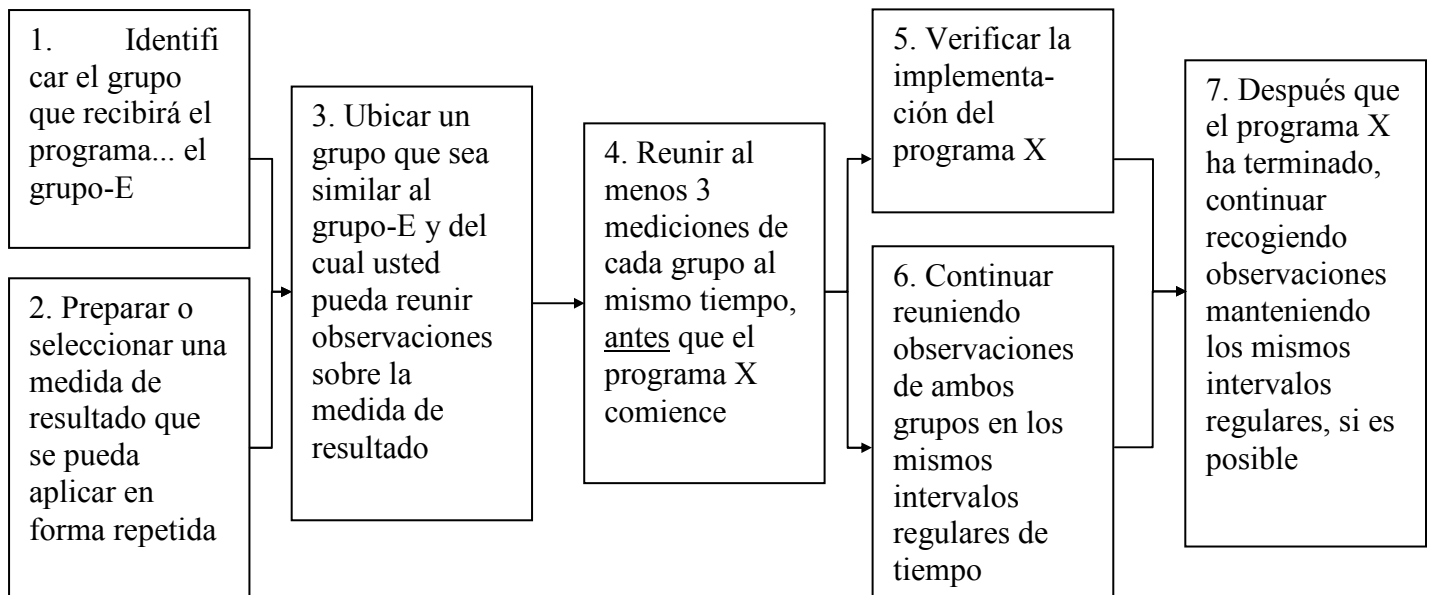 1. Identifi
car el grupo
que recibirá el
programa... el
grupo-E
2. Preparar o
seleccionar una
medida de
resultado que
se pueda
aplicar en
forma repetida
3. Ubicar un
grupo que sea
similar al
grupo-E y del
cual usted
pueda reunir
observaciones
sobre la
medida de
resultado
4. Reunir al
menos 3
mediciones de
cada grupo al
mismo tiempo,
antes que el
programa X
comience
5. Verificar la
implementa-
ción del
programa X
6. Continuar
reuniendo
observaciones
de ambos
grupos en los
mismos
intervalos
regulares de
tiempo
7. Después que
el programa X
ha terminado,
continuar
recogiendo
observaciones
manteniendo
los mismos
intervalos
regulares, si es
posible